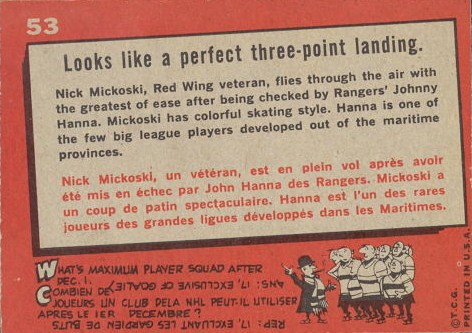 53
Looks like a perfect three-point landing.
Nick Mickoski, Red Wing veteran, flies through the air with
the greatest of ease after being checked by Rangers' Johnny
Hanna. Mickoski has colorful skating style. Hanna is one of
the few big league players developed out of the maritime
provinces.
Nick Mickoski, un vétéran, est en plein vol après avoir
été mis en échec par John Hanna des Rangers. Mickoski a
un coup de patin spectaculaire. Hanna est l'un des rares
joueurs des grandes ligues développés dans les Maritimes.
WHAT'S MAXIMUM PLAYER SQUAD AFTER
DEC. 1.
ANS: 17, EXCLUSIVE OF GOALIE.
COMBIEN DE
JOUEURS UN CLUB DE LA NHL PEUT-IL UTILISER
APRÈS LE 1ER DECEMBRE?
REP: 17, EXCLUANT LES GARDIEN DE BUTS
©T.C.G. PRINTED IN U.S.A.